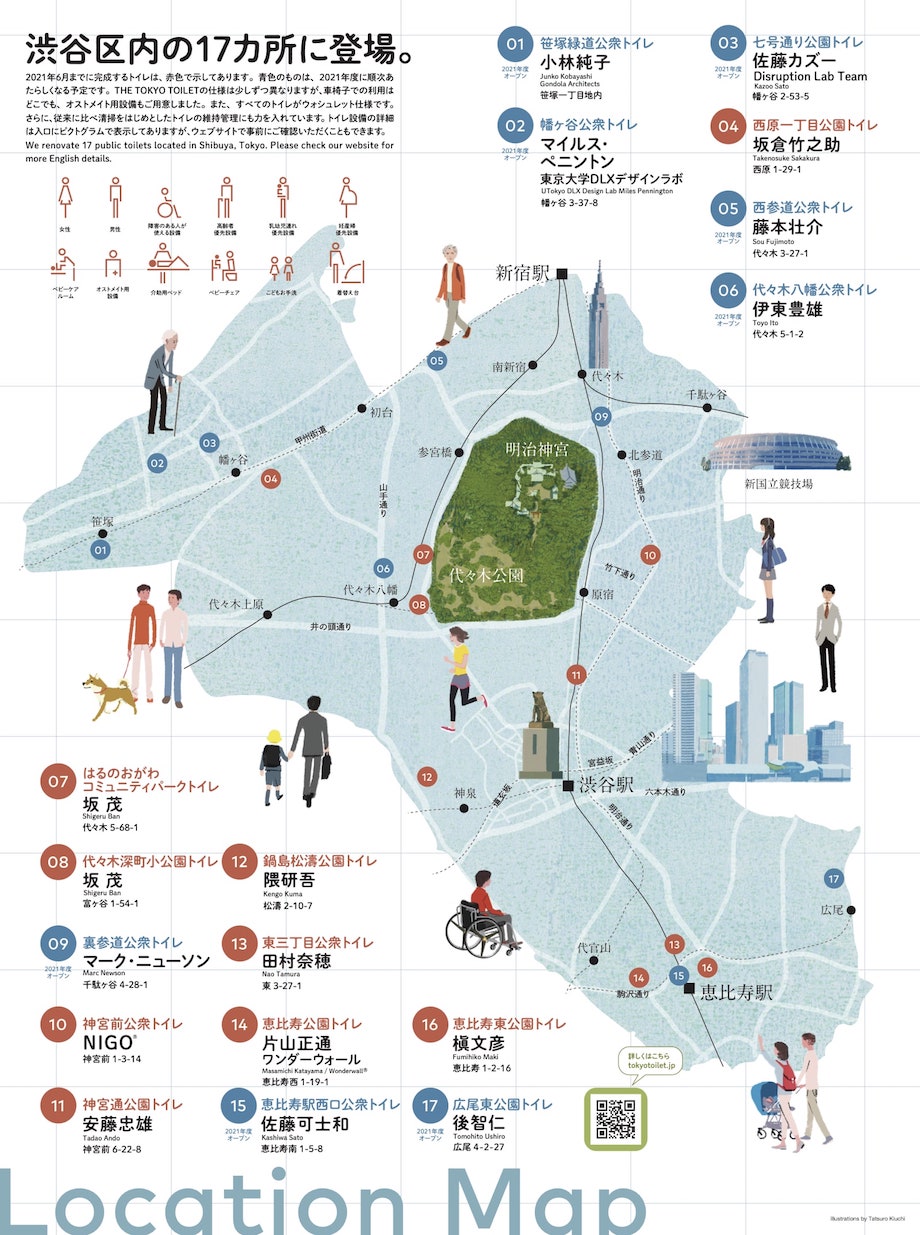 渋谷区内の17カ所に登場。
2021年6月までに完成するトイレは、赤色で示してあります。青色のものは、2021年度に順次あ
たらしくなる予定です。THE TOKYO TOILETの仕様は少しずつ異なりますが、車椅子での利用は
どこでも、オストメイト用設備もご用意しました。また、すべてのトイレがウォシュレット仕様です。
さらに、従来に比べ清掃をはじめとしたトイレの維持管理にも力を入れています。トイレ設備の詳細
は入口にピクトグラムで表示してありますが、ウェブサイトで事前にご確認いただくこともできます。
We renovate 17 public toilets located in Shibuya, Tokyo. Please check our website for
more English details.
女性
男性
障害のある人が
使える設備
高齢者
優先設備
乳幼児連れ
優先設備
妊産婦
優先設備
ベビーケア
ルーム
オストメイト用
設備
介助用ベッド
ベビーチェア
こどもお手洗
着替え台
01
2021年度
オープン
笹塚緑道公衆トイレ
小林純子
Junko Kobayashi
Gondola Architects
笹塚一丁目地内
02
2021年度
オープン
幡ヶ谷公衆トイレ
マイルス・
ペニントン
東京大学DLXデザインラボ
UTokyo DLX Design Lab Miles Pennington
幡ヶ谷 3-37-8
03
2021年度
オープン
七号通り公園トイレ
佐藤カズー
Disruption Lab Team
Kazoo Sato
幡ヶ谷 2-53-5
04
西原一丁目公園トイレ
坂倉竹之助
Takenosuke Sakakura
西原 1-29-1
05
2021年度
オープン
西参道公衆トイレ
藤本壮介
Sou Fujimoto
代々木 3-27-1
06
2021年度
オープン
代々木八幡公衆トイレ
伊東豊雄
Toyo Ito
代々木 5-1-2
新宿駅
05
南新宿
代々木
千駄ヶ谷
初台
甲州街道
09
03
02
幡ヶ谷
04
参宮橋
明治神宮
北参道
明治通り
新国立競技場
山手通り
笹塚
01
07
10
06
代々木公園
竹下通り
代々木八幡
08
原宿
代々木上原
井の頭通り
11
青山通り
宮益坂
12
神泉
道玄坂
渋谷駅
六本木通り
明治通り
17
広尾
代官山
13
16
14
15
駒沢通り
恵比寿駅
07
はるのおがわ
コミュニティパークトイレ
坂 茂
Shigeru Ban
代々木 5-68-1
08
代々木深町小公園トイレ
坂 茂
Shigeru Ban
富ヶ谷 1-54-1
09
2021年度
オープン
裏参道公衆トイレ
マーク・ニューソン
Marc Newson
千駄ヶ谷 4-28-1
10
神宮前公衆トイレ
NIGO®
神宮前 1-3-14
11
神宮通公園トイレ
安藤忠雄
Tadao Ando
神宮前 6-22-8
12
鍋島松濤公園トイレ
隈研吾
Kengo Kuma
松濤 2-10-7
13
東三丁目公衆トイレ
田村奈穂
Nao Tamura
東 3-27-1
14
恵比寿公園トイレ
片山正通
ワンダーウォール
Masamichi Katayama / Wonderwall®
恵比寿西 1-19-1
15
2021年度
オープン
恵比寿駅西口公衆トイレ
佐藤可士和
Kashiwa Sato
恵比寿南 1-5-8
16
恵比寿東公園トイレ
槇文彦
Fumihiko Maki
恵比寿 1-2-16
17
2021年度
オープン
広尾東公園トイレ
後智仁
Tomohito Ushiro
広尾 4-2-27
詳しくはこちら
tokyotoilet.jp
Location Map
Illustrations by Tatsuro Kiuchi